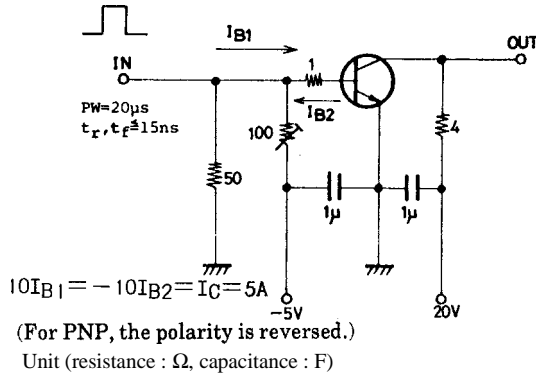 IB1
OUT
IN
1
IB2
PW=20μs
tr,tf≦15ns
100
4
50
1μ
1μ
10IB1=−10IB2=IC=5A
−5V
20V
(For PNP, the polarity is reversed.)
Unit (resistance : Ω, capacitance : F)